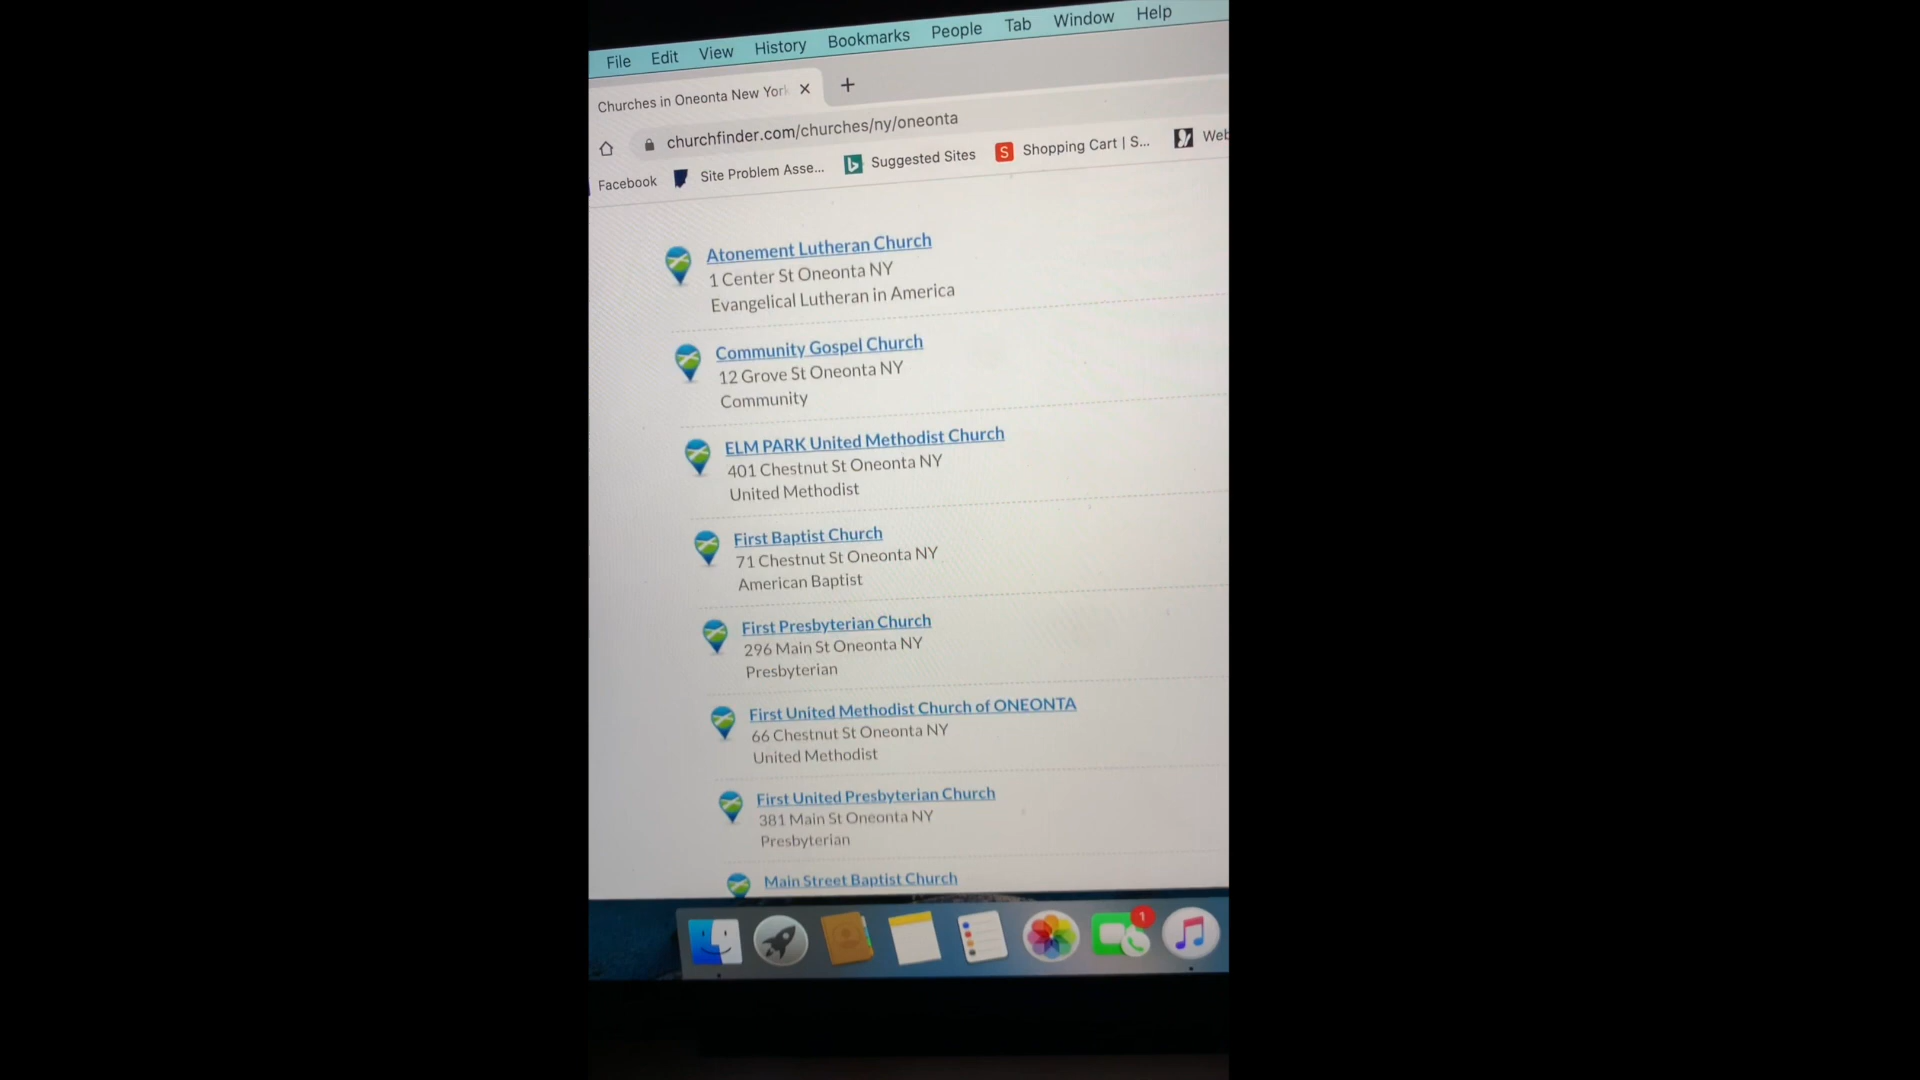 File Edit View History Bookmarks People Tab Window Help
Churches in Oneonta New York
churchfinder.com/churches/ny/oneonta
Facebook Site Problem Asse... Suggested Sites S Shopping Cart | S... Web
Atonement Lutheran Church
1 Center St Oneonta NY
Evangelical Lutheran in America
Community Gospel Church
12 Grove St Oneonta NY
Community
ELM PARK United Methodist Church
401 Chestnut St Oneonta NY
United Methodist
First Baptist Church
71 Chestnut St Oneonta NY
American Baptist
First Presbyterian Church
296 Main St Oneonta NY
Presbyterian
First United Methodist Church of ONEONTA
66 Chestnut St Oneonta NY
United Methodist
First United Presbyterian Church
381 Main St Oneonta NY
Presbyterian
Main Street Baptist Church
1